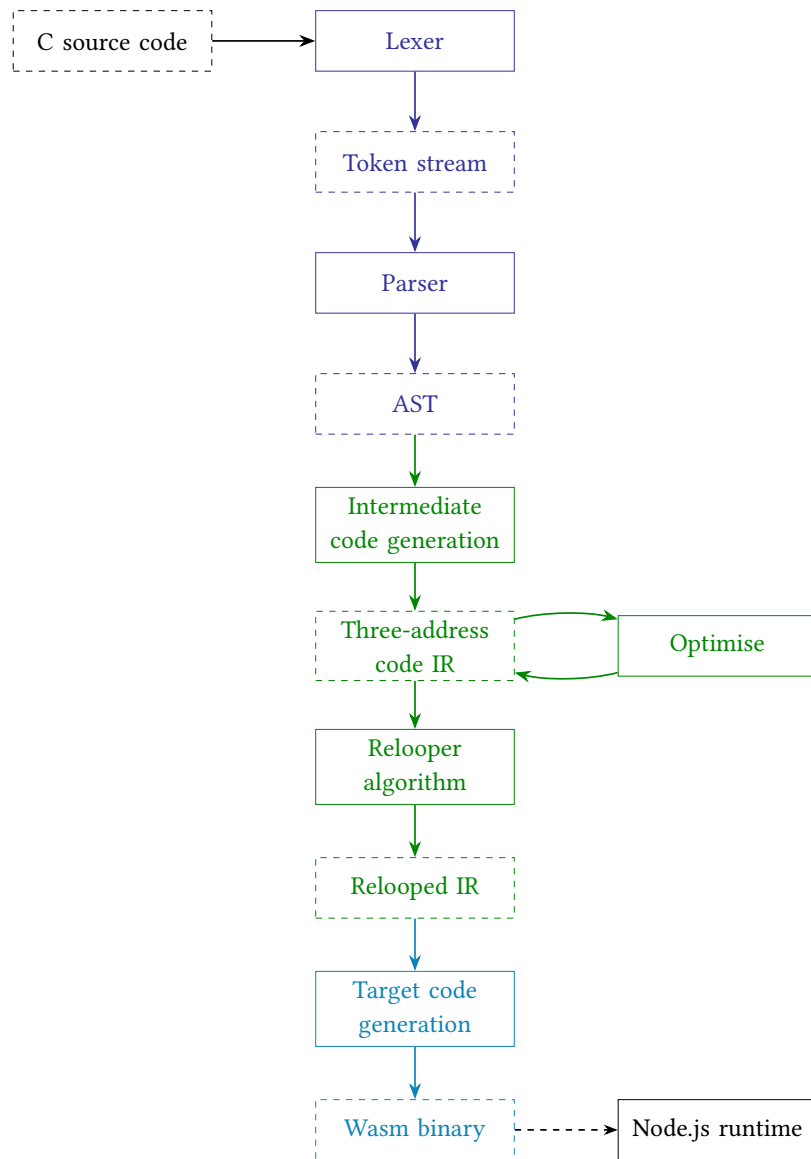 C source code
Lexer
Token stream
Parser
AST
Intermediate
code generation
Three-address
code IR
Optimise
Relooper
algorithm
Relooped IR
Target code
generation
Wasm binary
Node.js runtime